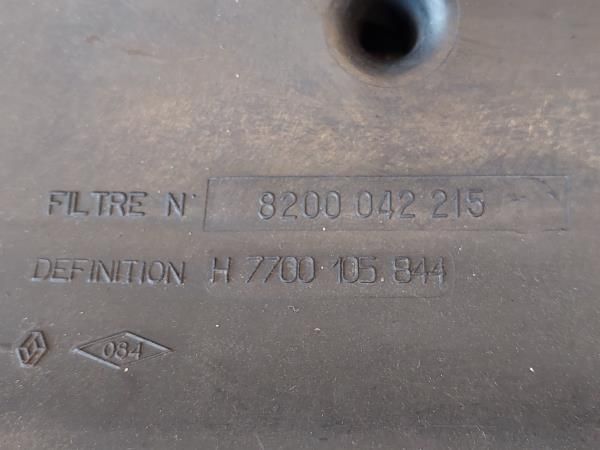 FILTRE N° 8200 042 215
DEFINITION H 7700 105 844
084